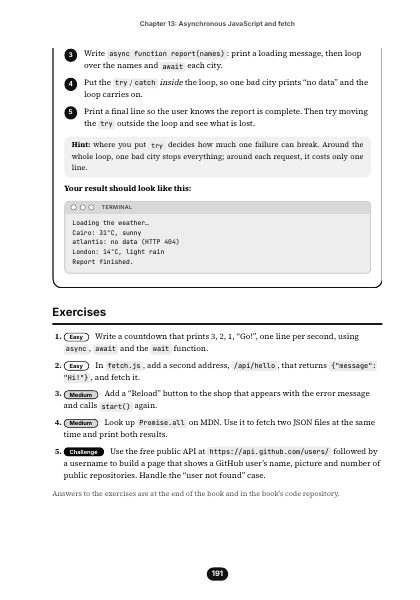 Chapter 13: Asynchronous JavaScript and fetch
3 Write async function report(names): print a loading message, then loop
over the names and await each city.
4 Put the try/catch inside the loop, so one bad city prints “no data” and the
loop carries on.
5 Print a final line so the user knows the report is complete. Then try moving
the try outside the loop and see what is lost.
Hint: where you put try decides how much one failure can break. Around the
whole loop, one bad city stops everything; around each request, it costs only one
line.
Your result should look like this:
TERMINAL
Loading the weather…
Cairo: 31°C, sunny
atlantis: no data (HTTP 404)
London: 14°C, light rain
Report finished.
Exercises
1. Easy Write a countdown that prints 3, 2, 1, “Go!”, one line per second, using
async, await and the wait function.
2. Easy In fetch.js, add a second address, /api/hello, that returns {"message":
"Hi!"}, and fetch it.
3. Medium Add a “Reload” button to the shop that appears with the error message
and calls start() again.
4. Medium Look up Promise.all on MDN. Use it to fetch two JSON files at the same
time and print both results.
5. Challenge Use the free public API at https://api.github.com/users/ followed by
a username to build a page that shows a GitHub user’s name, picture and number of
public repositories. Handle the “user not found” case.
Answers to the exercises are at the end of the book and in the book’s code repository.
191